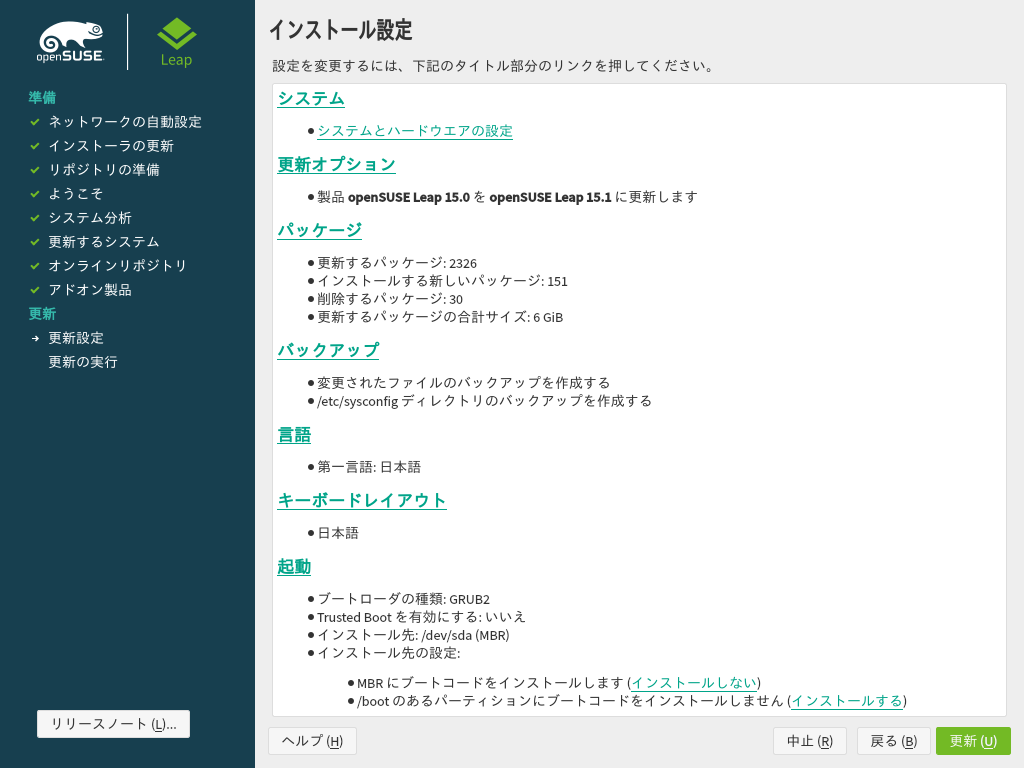 openSUSE
Leap
準備
ネットワークの自動設定
インストーラの更新
リポジトリの準備
ようこそ
システム分析
更新するシステム
オンラインリポジトリ
アドオン製品
更新
更新設定
更新の実行
リリースノート (L)...
インストール設定
設定を変更するには、下記のタイトル部分のリンクを押してください。
システム
システムとハードウエアの設定
更新オプション
製品 openSUSE Leap 15.0 を openSUSE Leap 15.1 に更新します
パッケージ
更新するパッケージ: 2326
インストールする新しいパッケージ: 151
削除するパッケージ: 30
更新するパッケージの合計サイズ: 6 GiB
バックアップ
変更されたファイルのバックアップを作成する
/etc/sysconfig ディレクトリのバックアップを作成する
言語
第一言語: 日本語
キーボードレイアウト
日本語
起動
ブートローダの種類: GRUB2
Trusted Boot を有効にする: いいえ
インストール先: /dev/sda (MBR)
インストール先の設定:
MBR にブートコードをインストールします (インストールしない)
/boot のあるパーティションにブートコードをインストールしません (インストールする)
ヘルプ (H)
中止 (R)
戻る (B)
更新 (U)